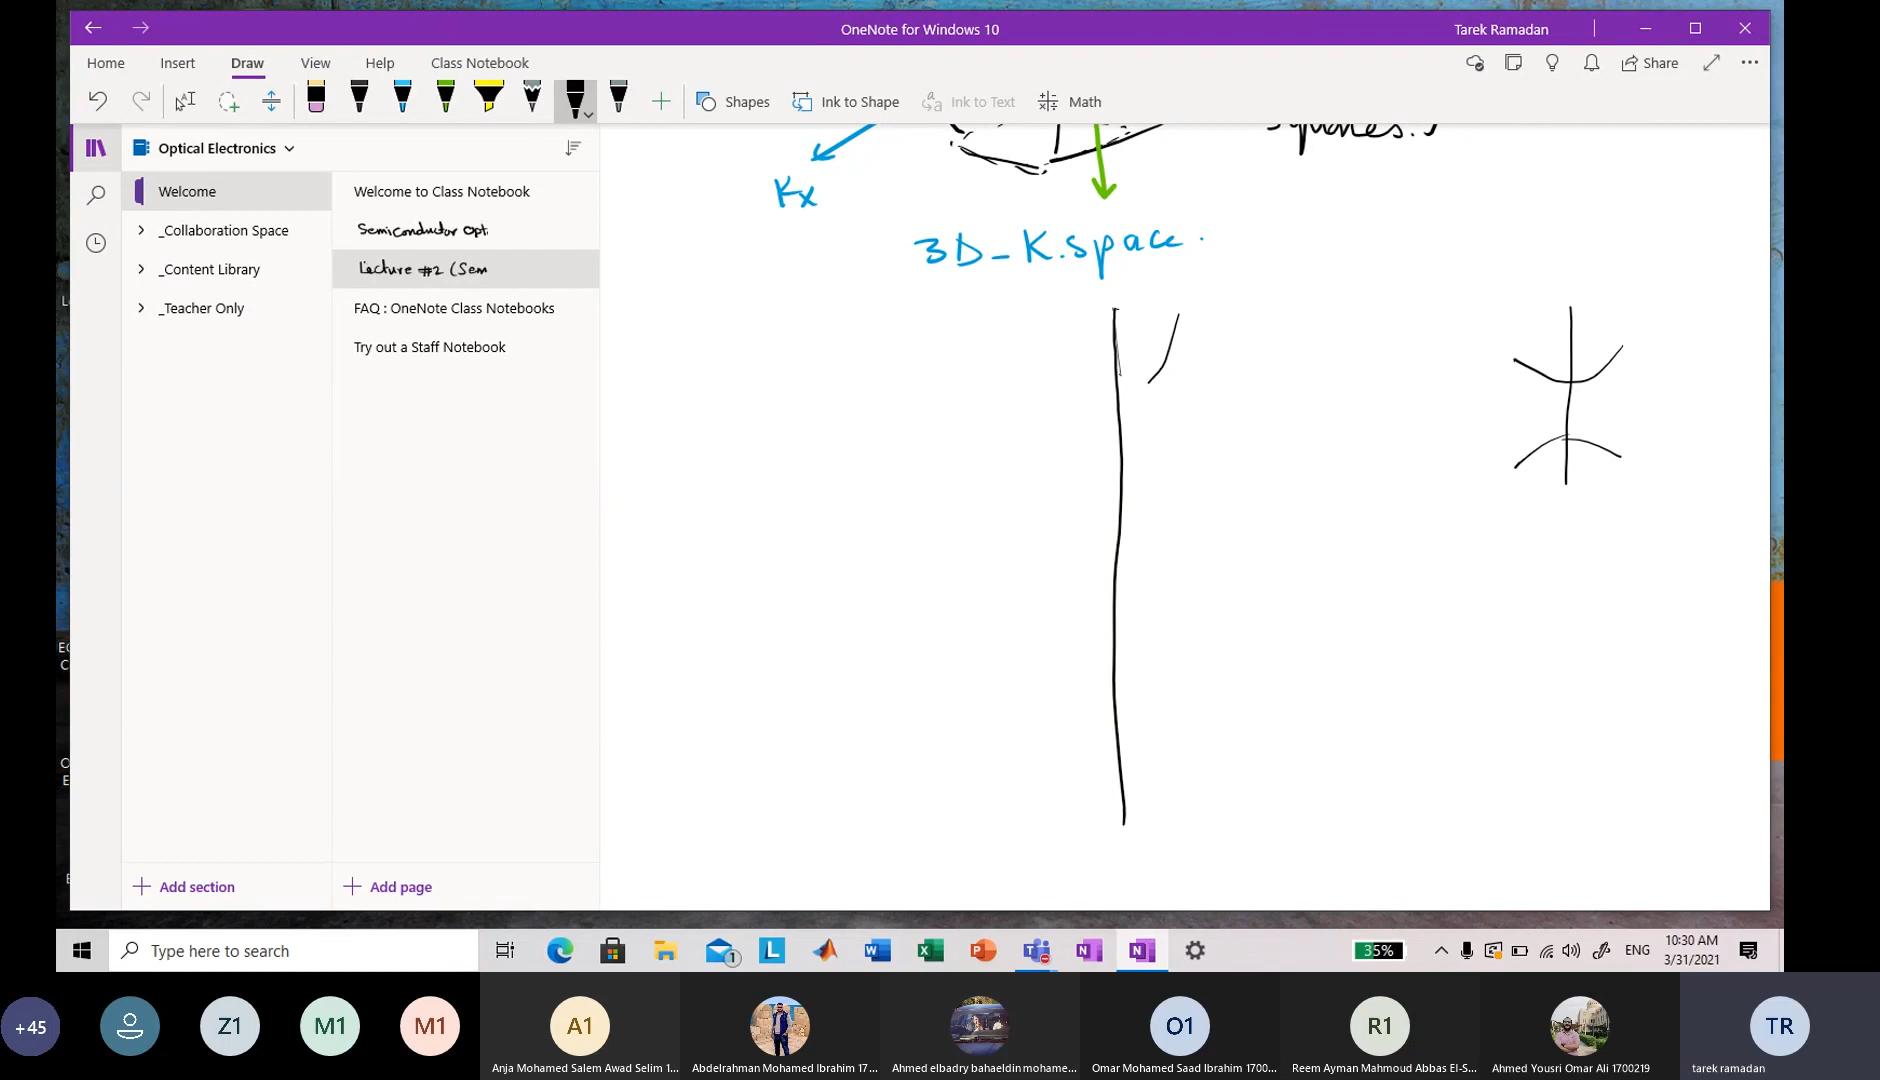 OneNote for Windows 10
Tarek Ramadan
Home Insert Draw View Help Class Notebook
Share
Shapes Ink to Shape Ink to Text Math
Optical Electronics
Welcome
_Collaboration Space
_Content Library
_Teacher Only
Welcome to Class Notebook
Semiconductor Opti
Lecture #2 (Sem
FAQ : OneNote Class Notebooks
Try out a Staff Notebook
Kx
3D_K.space.
Add section
Add page
Type here to search
1
35%
ENG
10:30 AM
3/31/2021
+45
Z1
M1
M1
A1
O1
R1
TR
Anja Mohamed Salem Awad Selim 1...
Abdelrahman Mohamed Ibrahim 17...
Ahmed elbadry bahaeldin mohame...
Omar Mohamed Saad Ibrahim 1700...
Reem Ayman Mahmoud Abbas El-S...
Ahmed Yousri Omar Ali 1700219
tarek ramadan